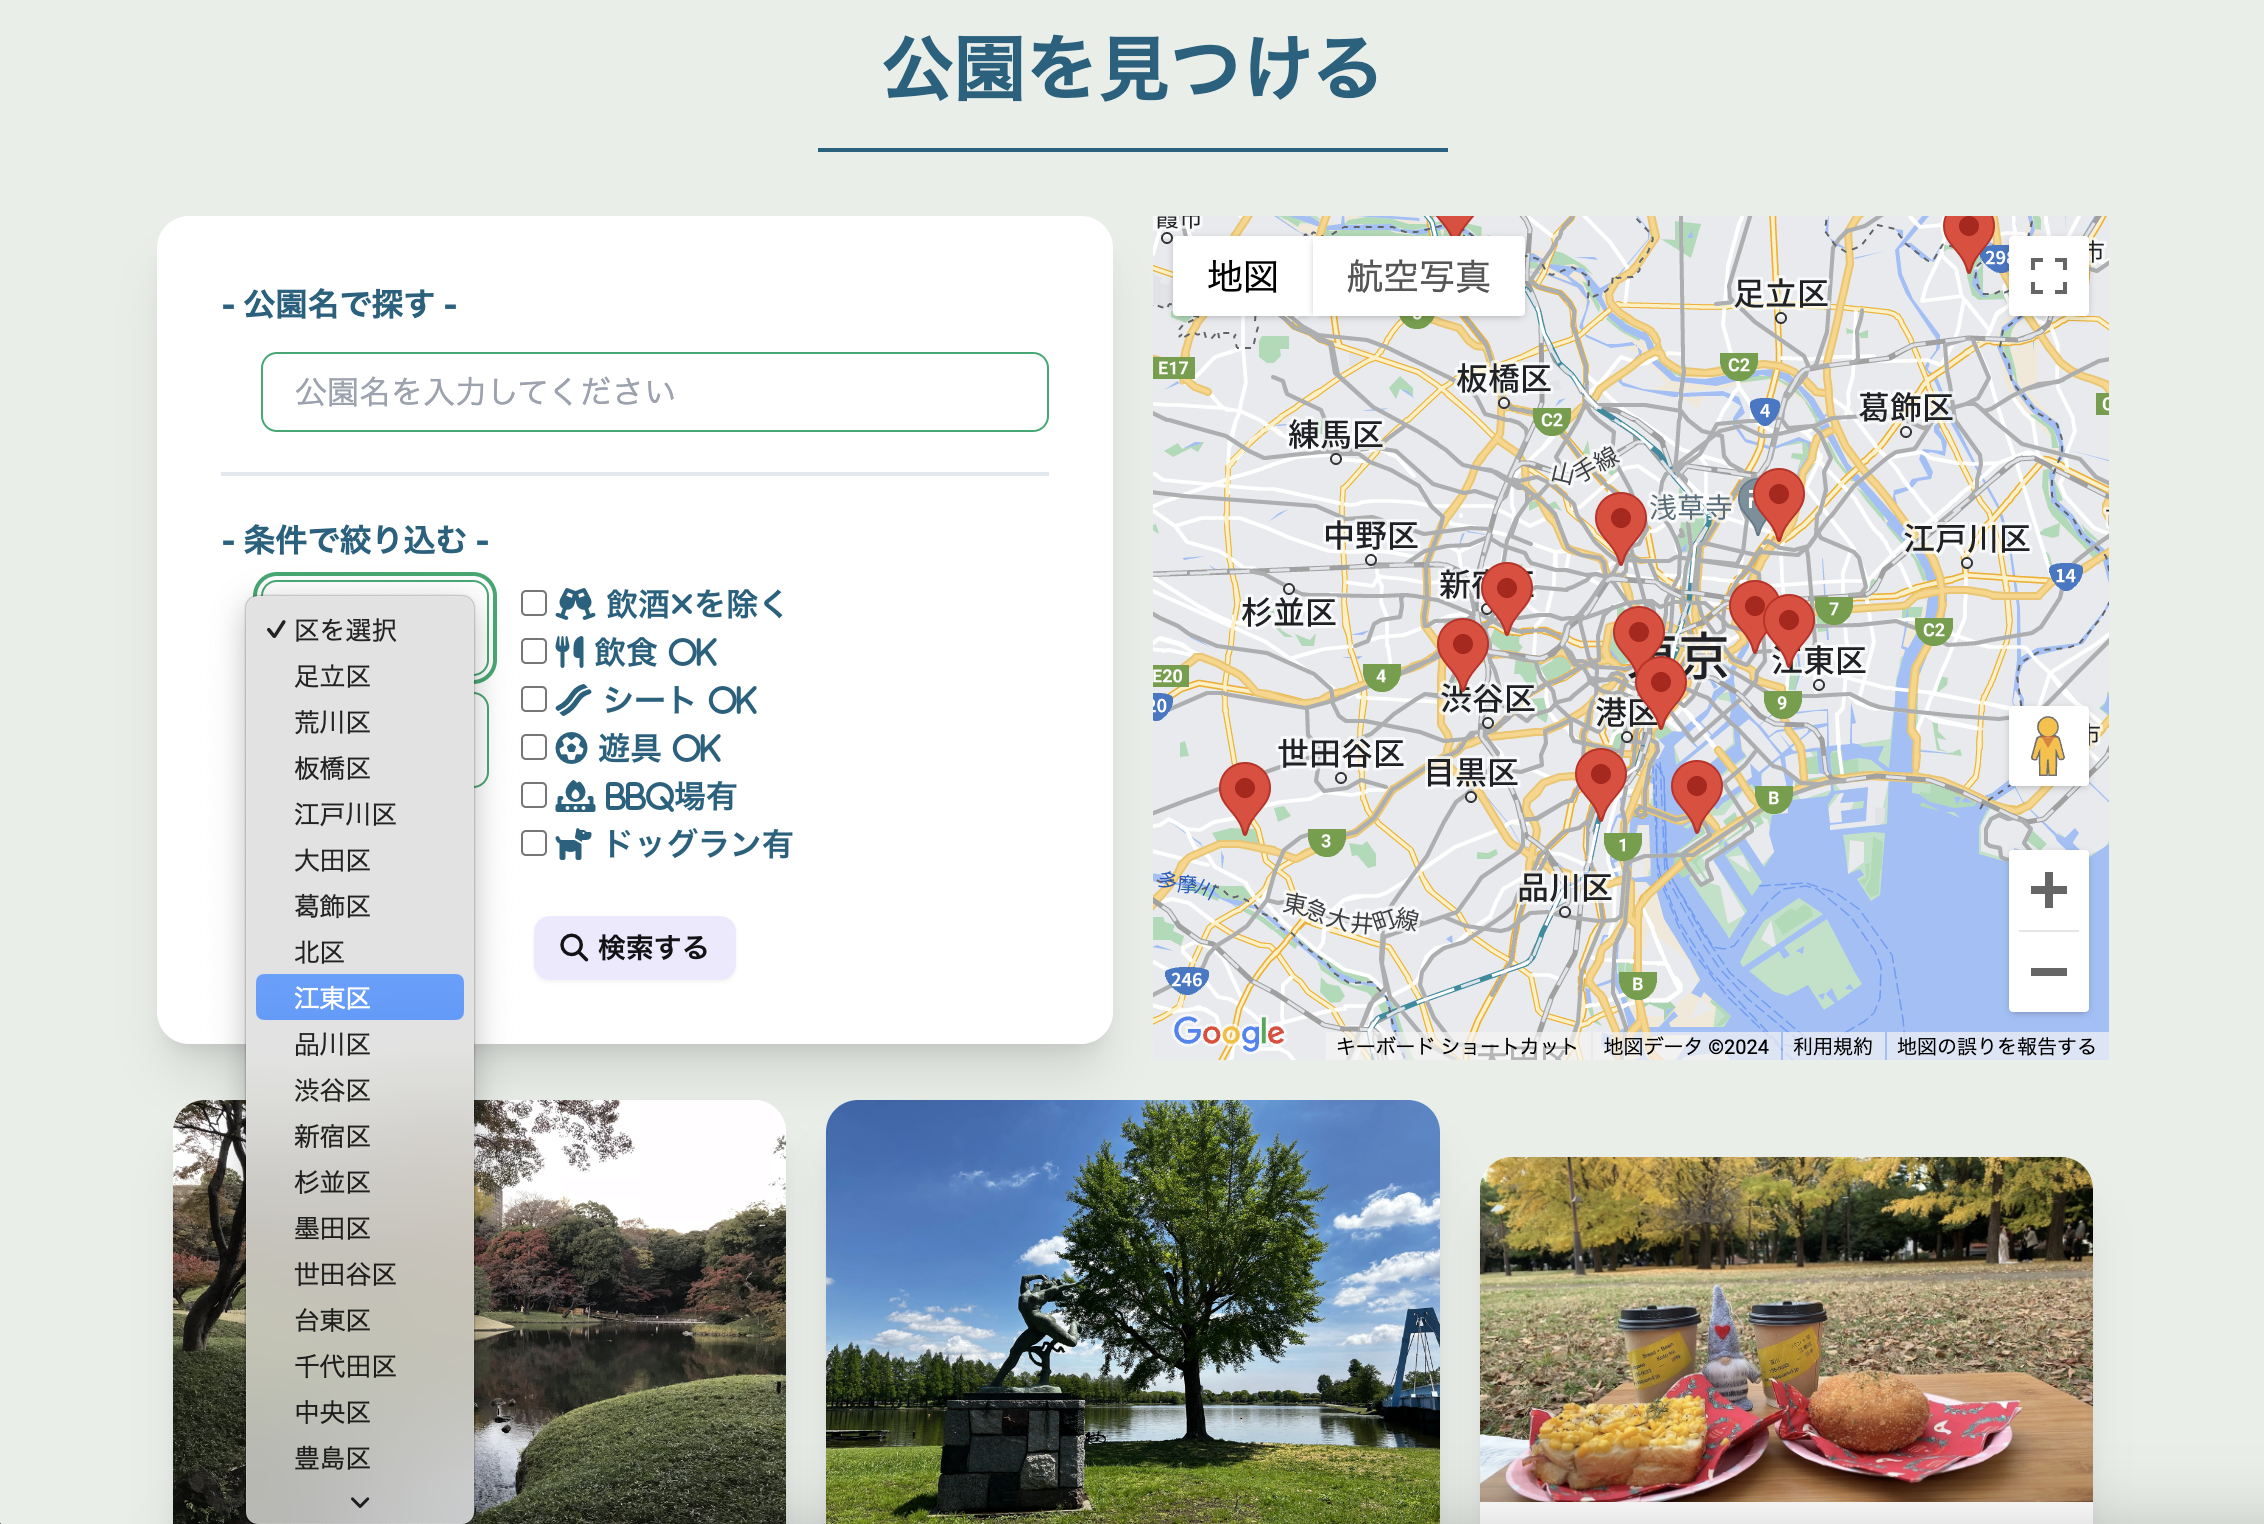 公園を見つける
- 公園名で探す -
公園名を入力してください
- 条件で絞り込む -
区を選択
足立区
荒川区
板橋区
江戸川区
大田区
葛飾区
北区
江東区
品川区
渋谷区
新宿区
杉並区
墨田区
世田谷区
台東区
千代田区
中央区
豊島区
飲酒×を除く
飲食 OK
シート OK
遊具 OK
BBQ場有
ドッグラン有
検索する
霞市
地図
航空写真
298
市
足立区
E17
板橋区
C2
C2
4
葛飾区
練馬区
山手線
浅草寺
中野区
江戸川区
新宿区
14
杉並区
7
C2
東京
江東区
E20
4
20
渋谷区
港区
9
市
世田谷区
目黒区
B
3
1
多摩川
品川区
東急大井町線
246
B
Google
キーボード ショートカット
地図データ ©2024
利用規約
地図の誤りを報告する